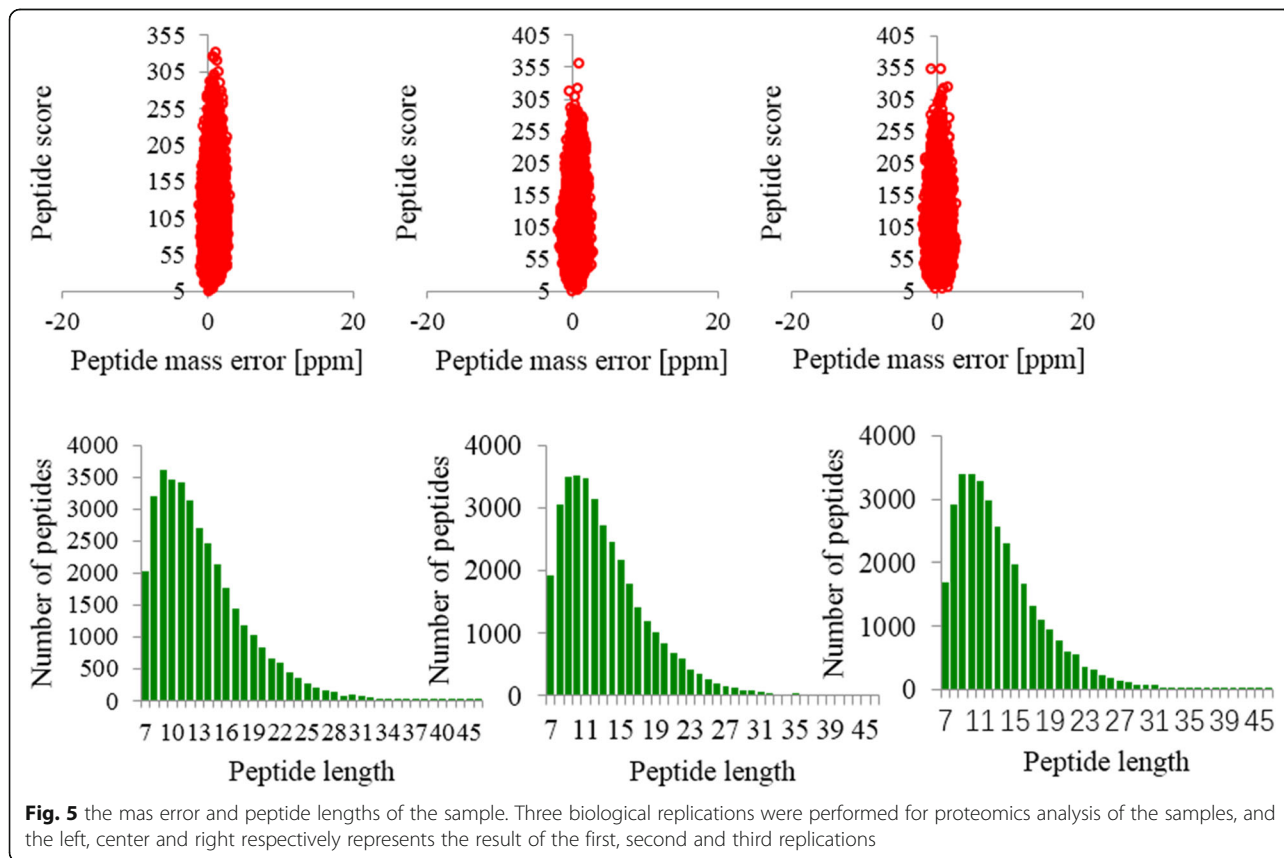 355
305
255
205
155
105
55
5
Peptide score
-20 0 20
Peptide mass error [ppm]
405
355
305
255
205
155
105
55
5
Peptide score
-20 0 20
Peptide mass error [ppm]
405
355
305
255
205
155
105
55
5
Peptide score
-20 0 20
Peptide mass error [ppm]
4000
3500
3000
2500
2000
1500
1000
500
0
Number of peptides
7 10 13 16 19 22 25 28 31 34 37 40 45
Peptide length
4000
3000
2000
1000
0
Number of peptides
7 11 15 19 23 27 31 35 39 45
Peptide length
4000
3000
2000
1000
0
Number of peptides
7 11 15 19 23 27 31 35 39 45
Peptide length
Fig. 5 the mas error and peptide lengths of the sample. Three biological replications were performed for proteomics analysis of the samples, and
the left, center and right respectively represents the result of the first, second and third replications